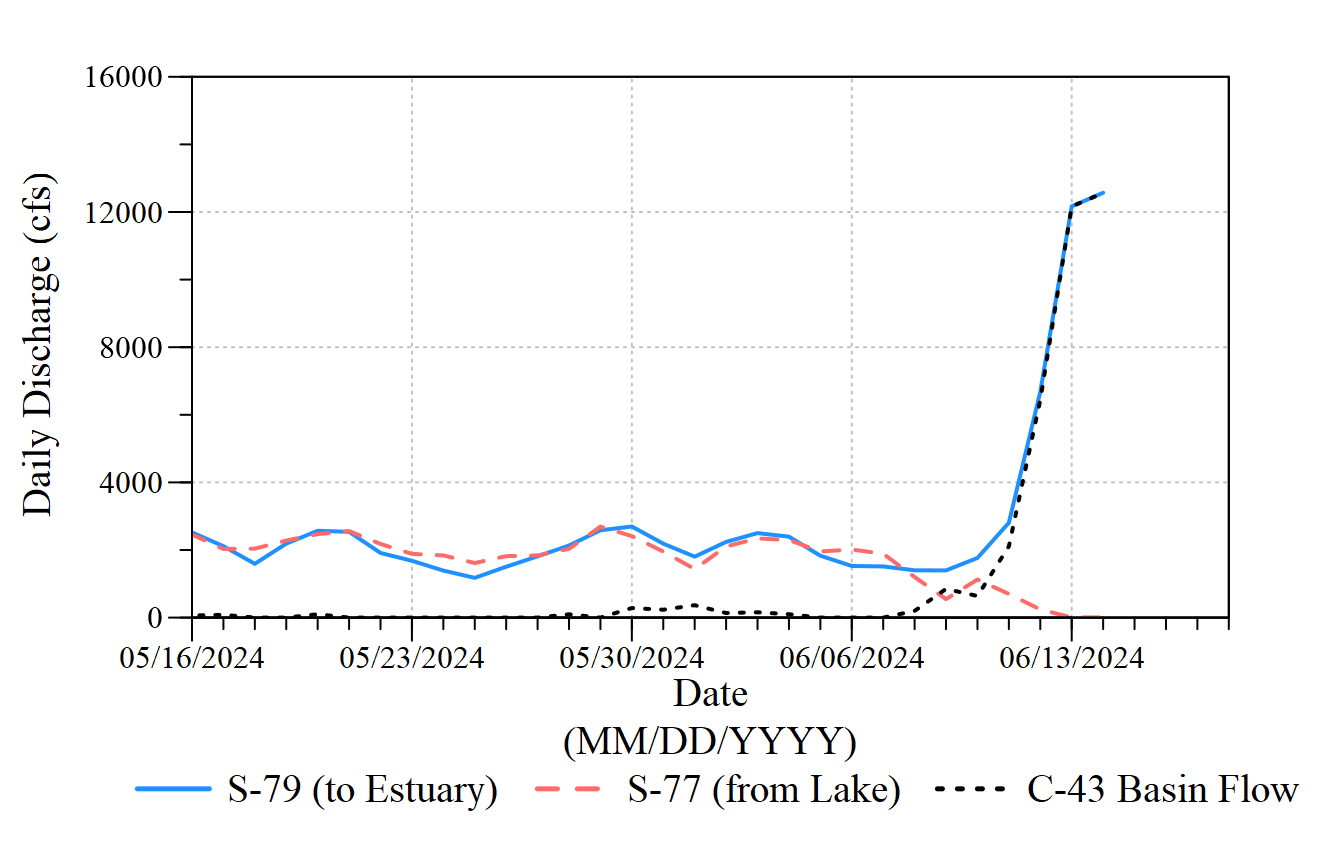 16000
12000
8000
4000
0
Daily Discharge (cfs)
05/16/2024 05/23/2024 05/30/2024 06/06/2024 06/13/2024
Date
(MM/DD/YYYY)
S-79 (to Estuary) S-77 (from Lake) C-43 Basin Flow